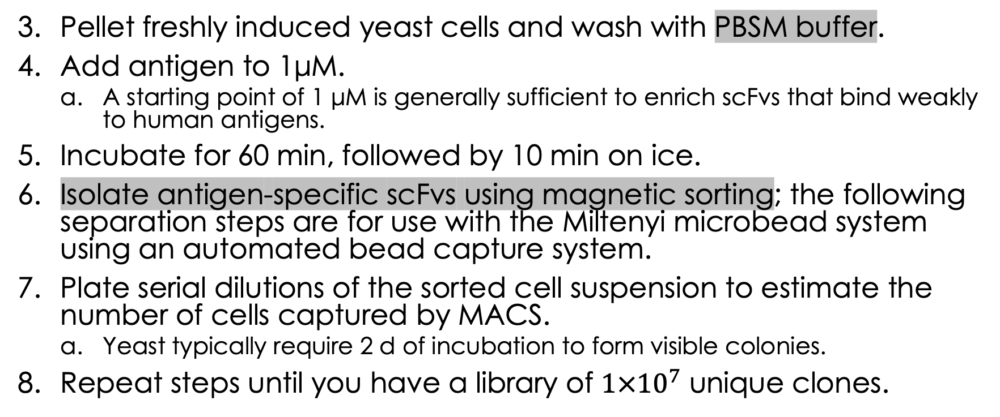 3. Pellet freshly induced yeast cells and wash with PBSM buffer.
4. Add antigen to 1µM.
a. A starting point of 1 µM is generally sufficient to enrich scFvs that bind weakly
to human antigens.
5. Incubate for 60 min, followed by 10 min on ice.
6. Isolate antigen-specific scFvs using magnetic sorting; the following
separation steps are for use with the Miltenyi microbead system
using an automated bead capture system.
7. Plate serial dilutions of the sorted cell suspension to estimate the
number of cells captured by MACS.
a. Yeast typically require 2 d of incubation to form visible colonies.
8. Repeat steps until you have a library of 1×10⁷ unique clones.